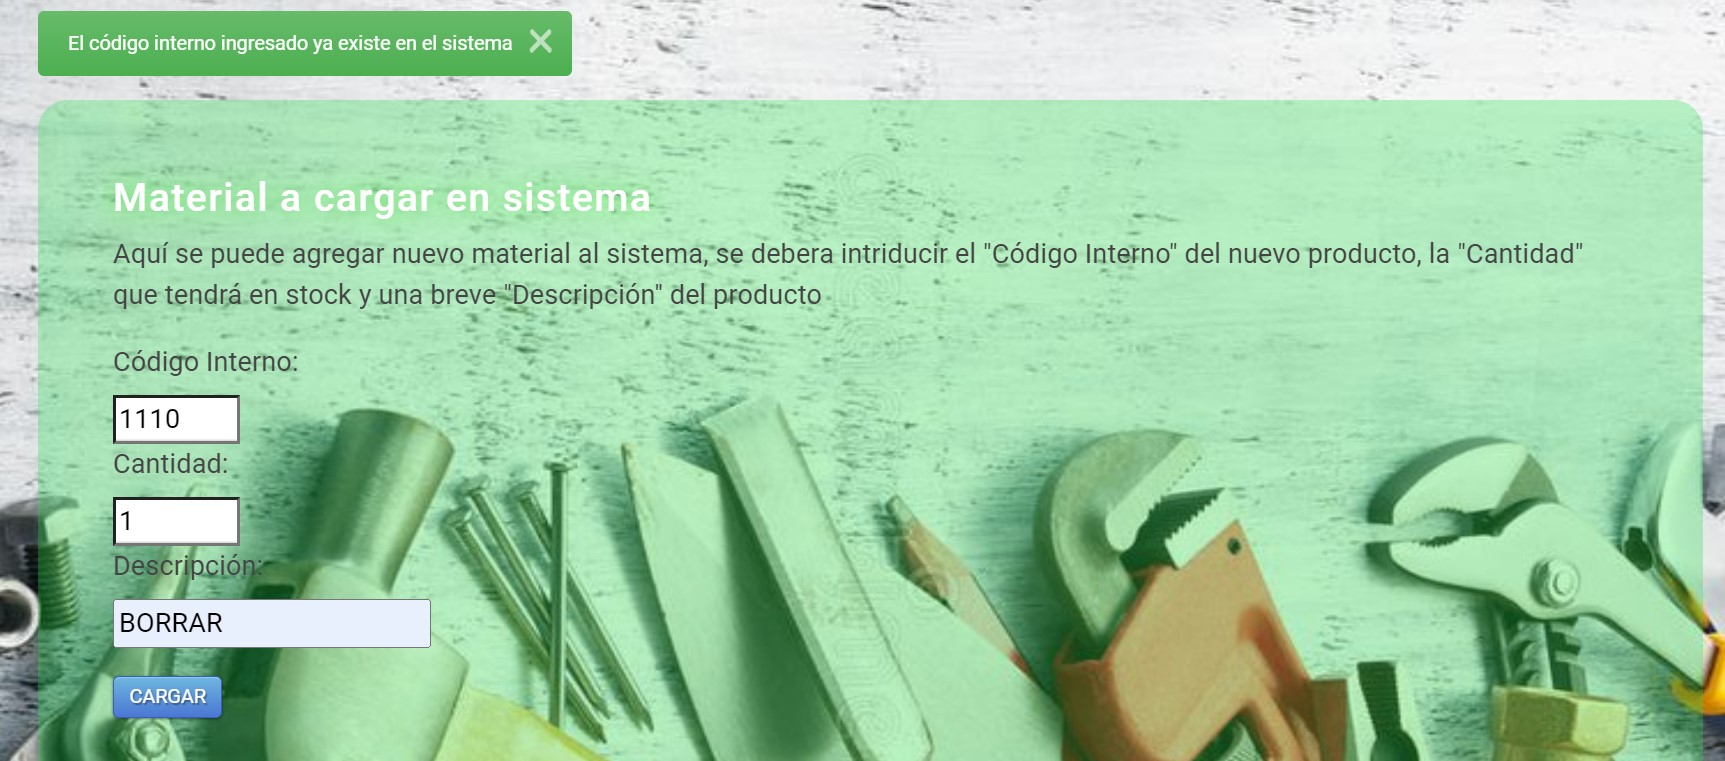 El código interno ingresado ya existe en el sistema
Material a cargar en sistema
Aquí se puede agregar nuevo material al sistema, se debera intriducir el "Código Interno" del nuevo producto, la "Cantidad"
que tendrá en stock y una breve "Descripción" del producto
Código Interno:
1110
Cantidad:
1
Descripción:
BORRAR
CARGAR